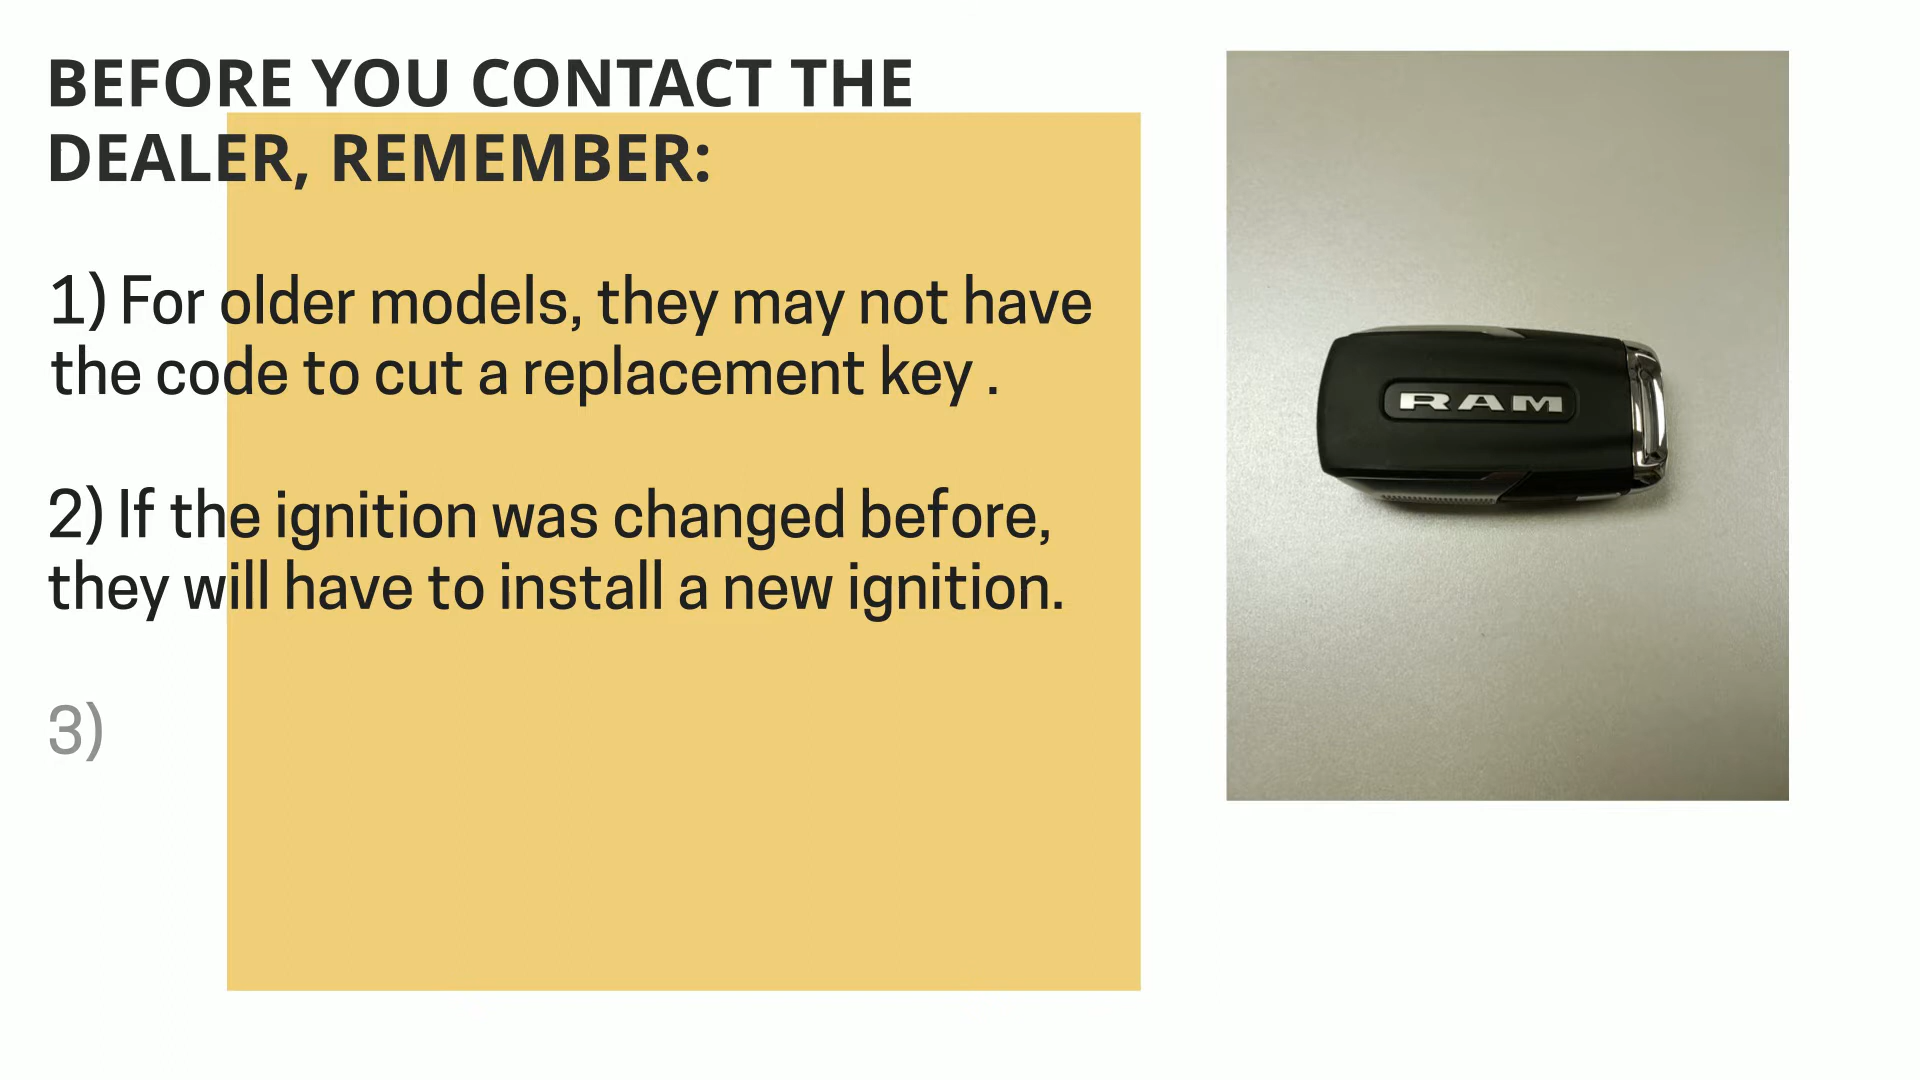 BEFORE YOU CONTACT THE
DEALER, REMEMBER:
1) For older models, they may not have
the code to cut a replacement key .
2) If the ignition was changed before,
they will have to install a new ignition.
3)
RAM